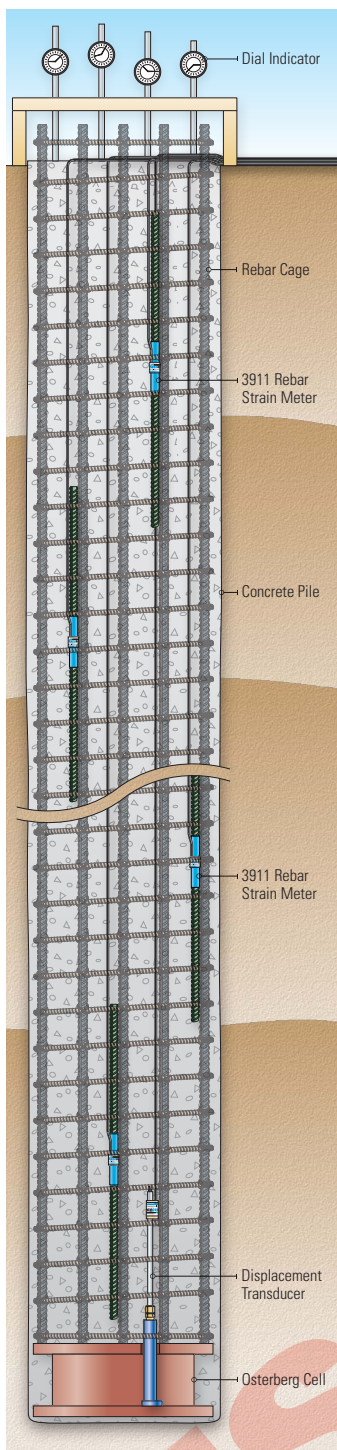 Dial Indicator
Rebar Cage
3911 Rebar
Strain Meter
Concrete Pile
3911 Rebar
Strain Meter
Displacement
Transducer
Osterberg Cell